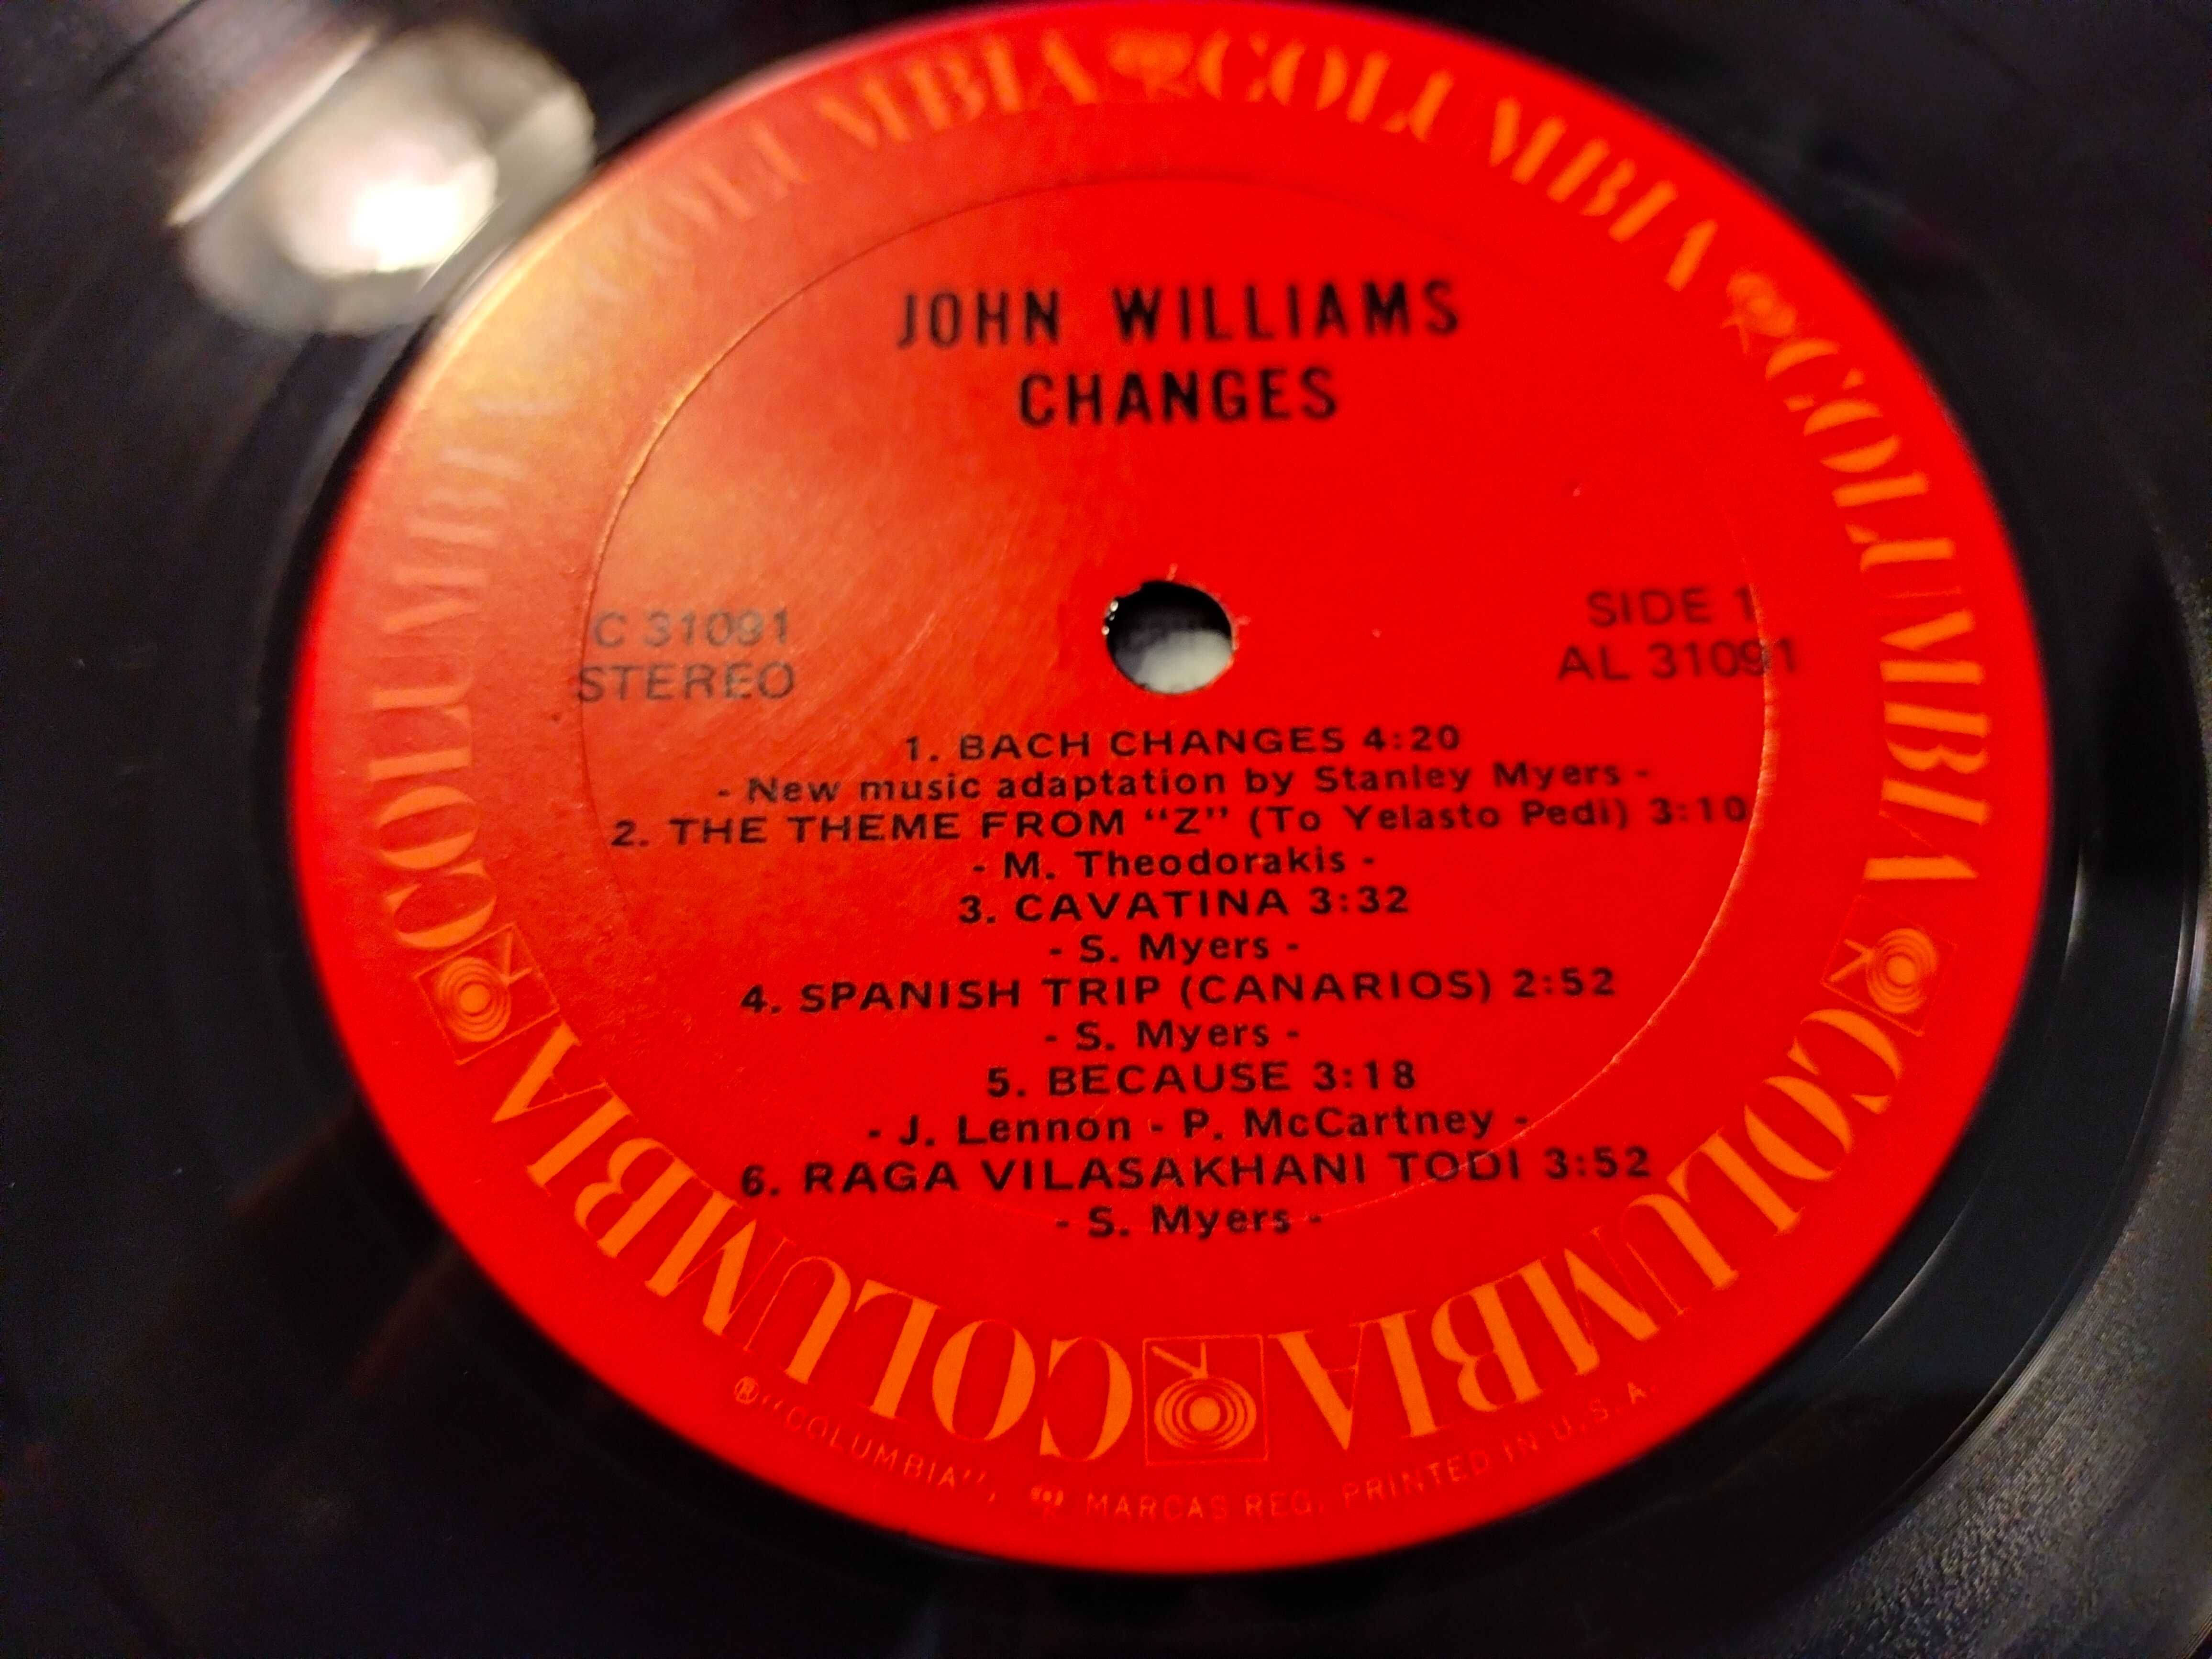 COLUMBIA COLUMBIA COLUMBIA COLUMBIA COLUMBIA COLUMBIA
JOHN WILLIAMS
CHANGES
C 31091
STEREO
SIDE 1
AL 31091
1. BACH CHANGES 4:20
- New music adaptation by Stanley Myers -
2. THE THEME FROM “Z” (To Yelasto Pedi) 3:10
- M. Theodorakis -
3. CAVATINA 3:32
- S. Myers -
4. SPANISH TRIP (CANARIOS) 2:52
- S. Myers -
5. BECAUSE 3:18
- J. Lennon - P. McCartney -
6. RAGA VILASAKHANI TODI 3:52
- S. Myers -
® “COLUMBIA”, MARCAS REG. PRINTED IN U.S.A.